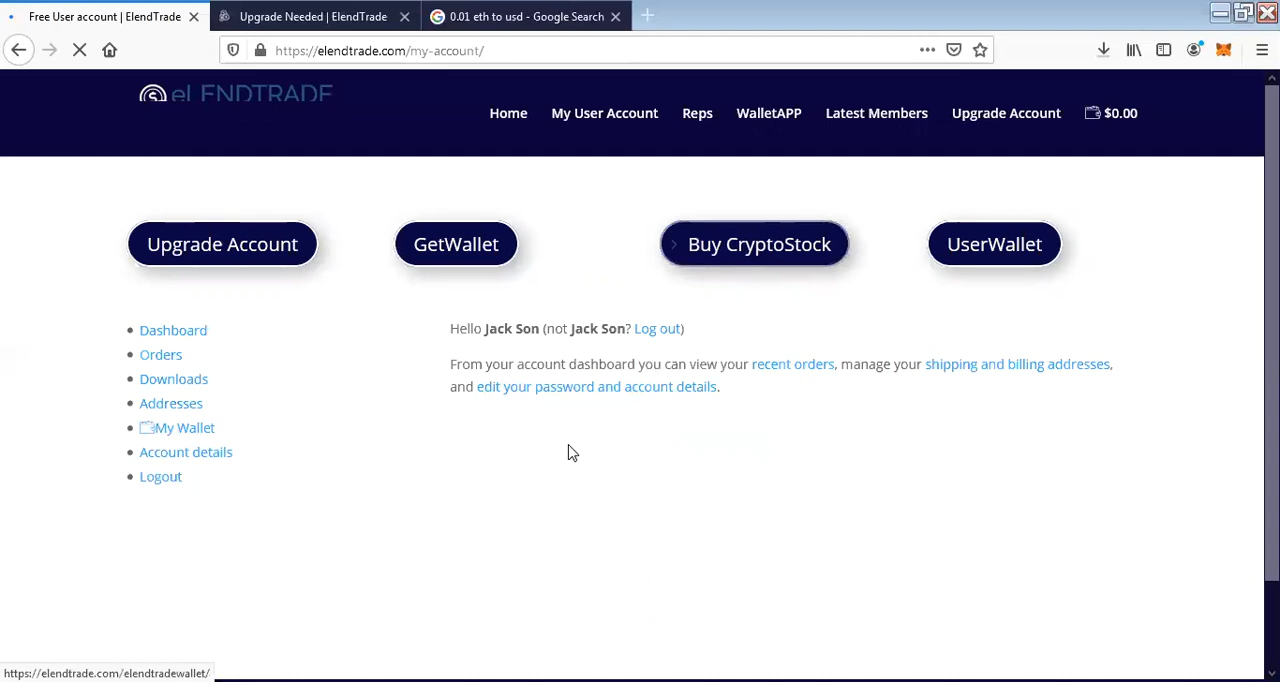 Free User account | ElendTrade
Upgrade Needed | ElendTrade
0.01 eth to usd - Google Search
https://elendtrade.com/my-account/
eLENDTRADE
Home
My User Account
Reps
WalletAPP
Latest Members
Upgrade Account
$0.00
Upgrade Account
GetWallet
Buy CryptoStock
UserWallet
Dashboard
Orders
Downloads
Addresses
My Wallet
Account details
Logout
Hello Jack Son (not Jack Son? Log out)
From your account dashboard you can view your recent orders, manage your shipping and billing addresses,
and edit your password and account details.
https://elendtrade.com/elendtradewallet/